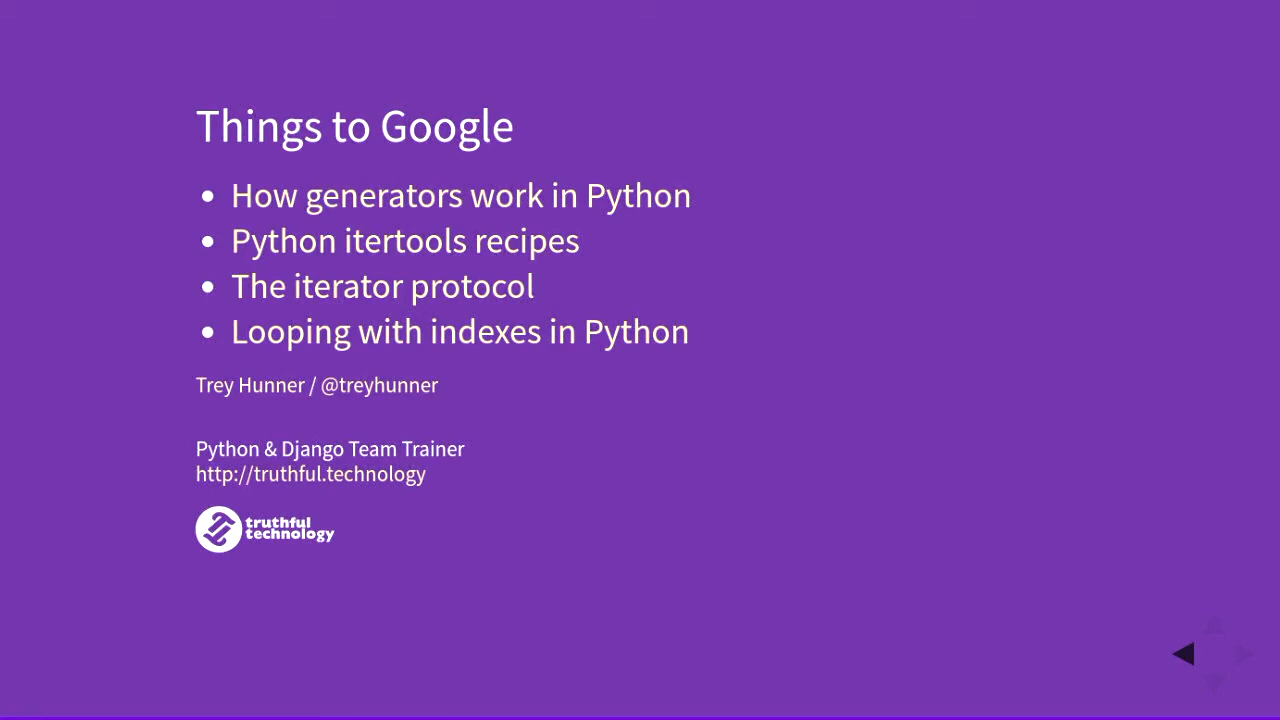 Things to Google
• How generators work in Python
• Python itertools recipes
• The iterator protocol
• Looping with indexes in Python
Trey Hunner / @treyhunner
Python & Django Team Trainer
http://truthful.technology
truthful
technology